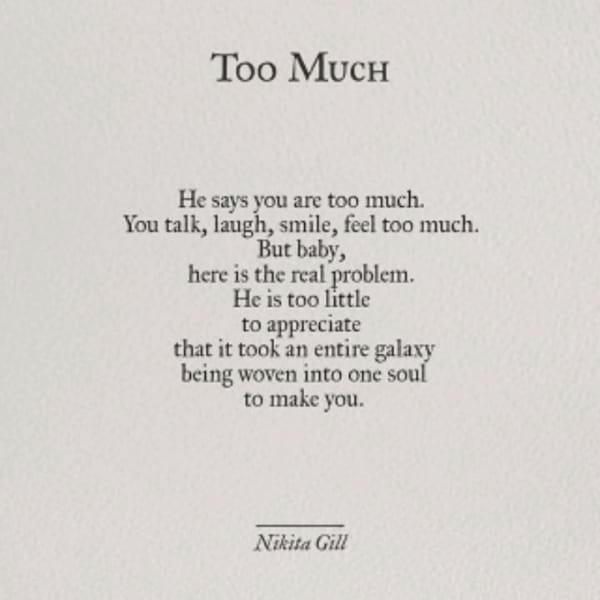 Too Much
He says you are too much.
You talk, laugh, smile, feel too much.
But baby,
here is the real problem.
He is too little
to appreciate
that it took an entire galaxy
being woven into one soul
to make you.
Nikita Gill